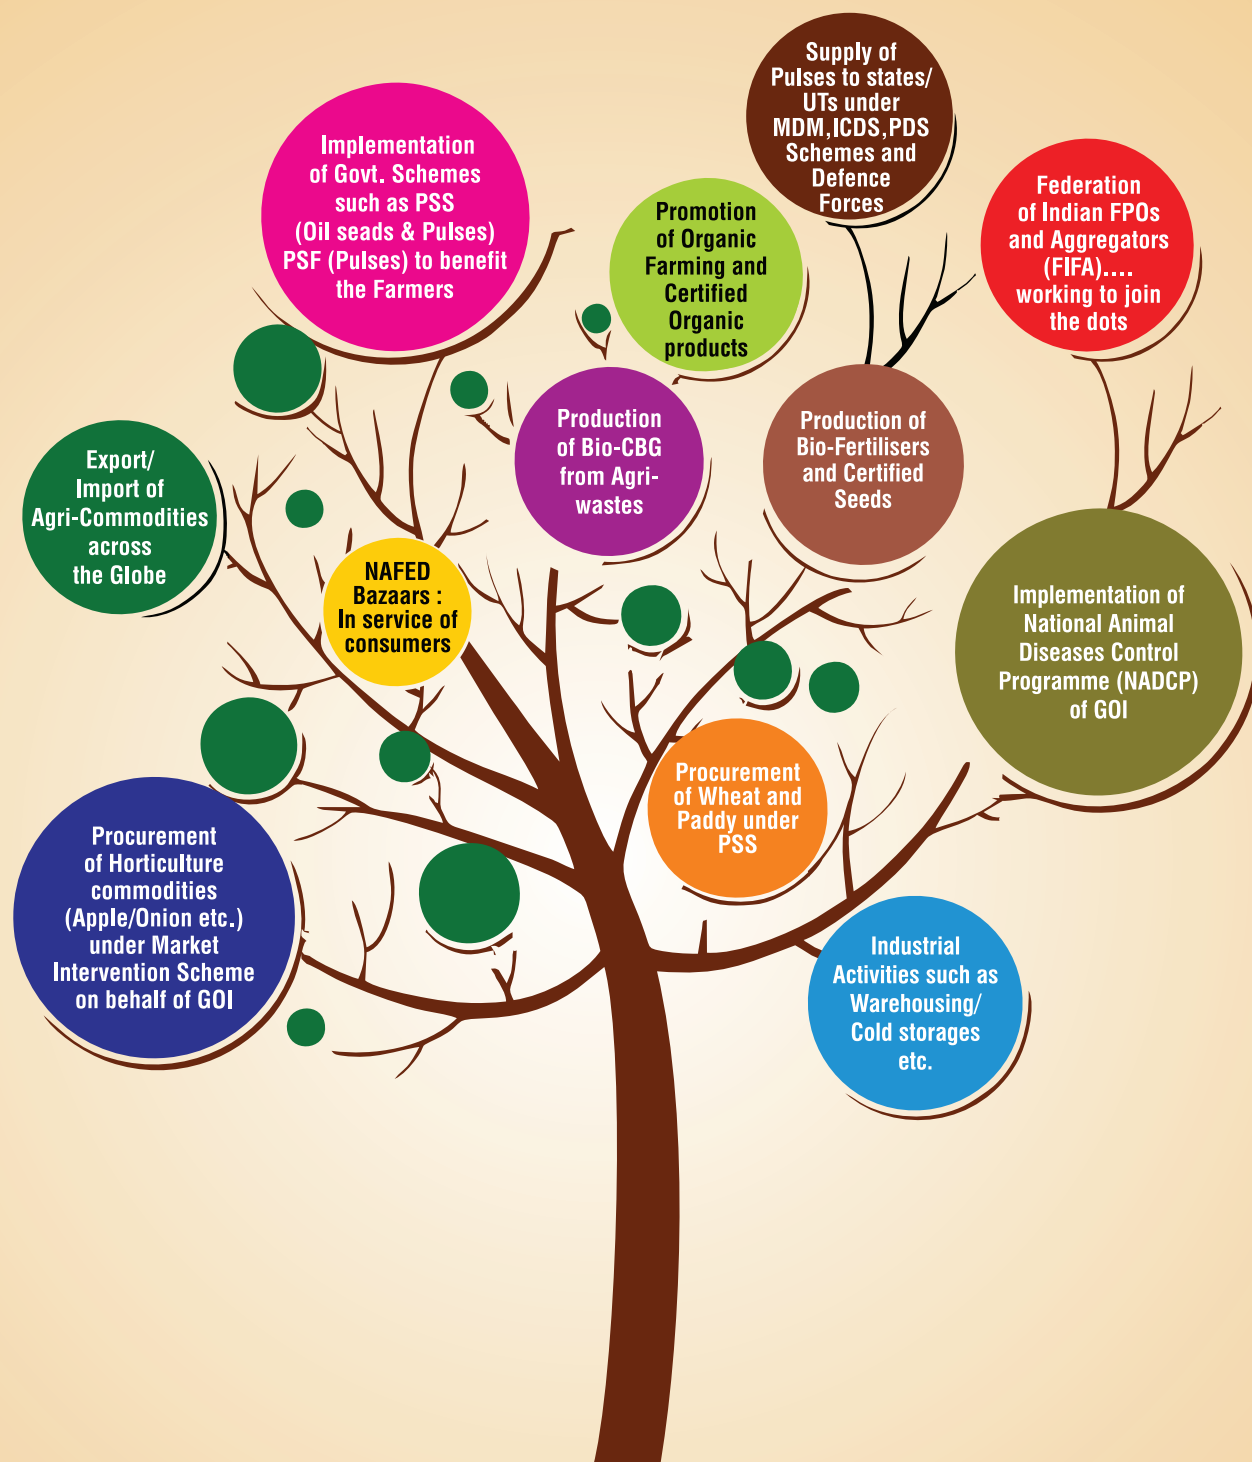 Supply of
Pulses to states/
UTs under
MDM,ICDS,PDS
Schemes and
Defence
Forces
Implementation
of Govt. Schemes
such as PSS
(Oil seads & Pulses)
PSF (Pulses) to benefit
the Farmers
Promotion
of Organic
Farming and
Certified
Organic
products
Federation
of Indian FPOs
and Aggregators
(FIFA)....
working to join
the dots
Production
of Bio-CBG
from Agri-
wastes
Production of
Bio-Fertilisers
and Certified
Seeds
Export/
Import of
Agri-Commodities
across
the Globe
NAFED
Bazaars :
In service of
consumers
Implementation of
National Animal
Diseases Control
Programme (NADCP)
of GOI
Procurement
of Wheat and
Paddy under
PSS
Procurement
of Horticulture
commodities
(Apple/Onion etc.)
under Market
Intervention Scheme
on behalf of GOI
Industrial
Activities such as
Warehousing/
Cold storages
etc.